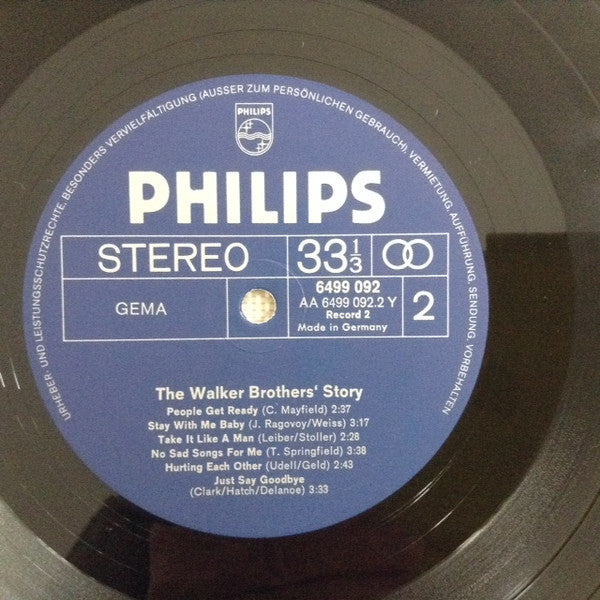 URHEBER- UND LEISTUNGSSCHUTZRECHTE, BESONDERS VERVIELFÄLTIGUNG (AUSSER ZUM PERSÖNLICHEN GEBRAUCH), VERMIETUNG, AUFFÜHRUNG, SENDUNG, VORBEHALTEN
PHILIPS
PHILIPS
STEREO 33 1/3
GEMA
6499 092
AA 6499 092.2 Y
Record 2
Made in Germany
2
The Walker Brothers' Story
People Get Ready (C. Mayfield) 2:37
Stay With Me Baby (J. Ragovoy/Weiss) 3:17
Take It Like A Man (Leiber/Stoller) 2:28
No Sad Songs For Me (T. Springfield) 3:38
Hurting Each Other (Udell/Geld) 2:43
Just Say Goodbye
(Clark/Hatch/Delanoe) 3:33